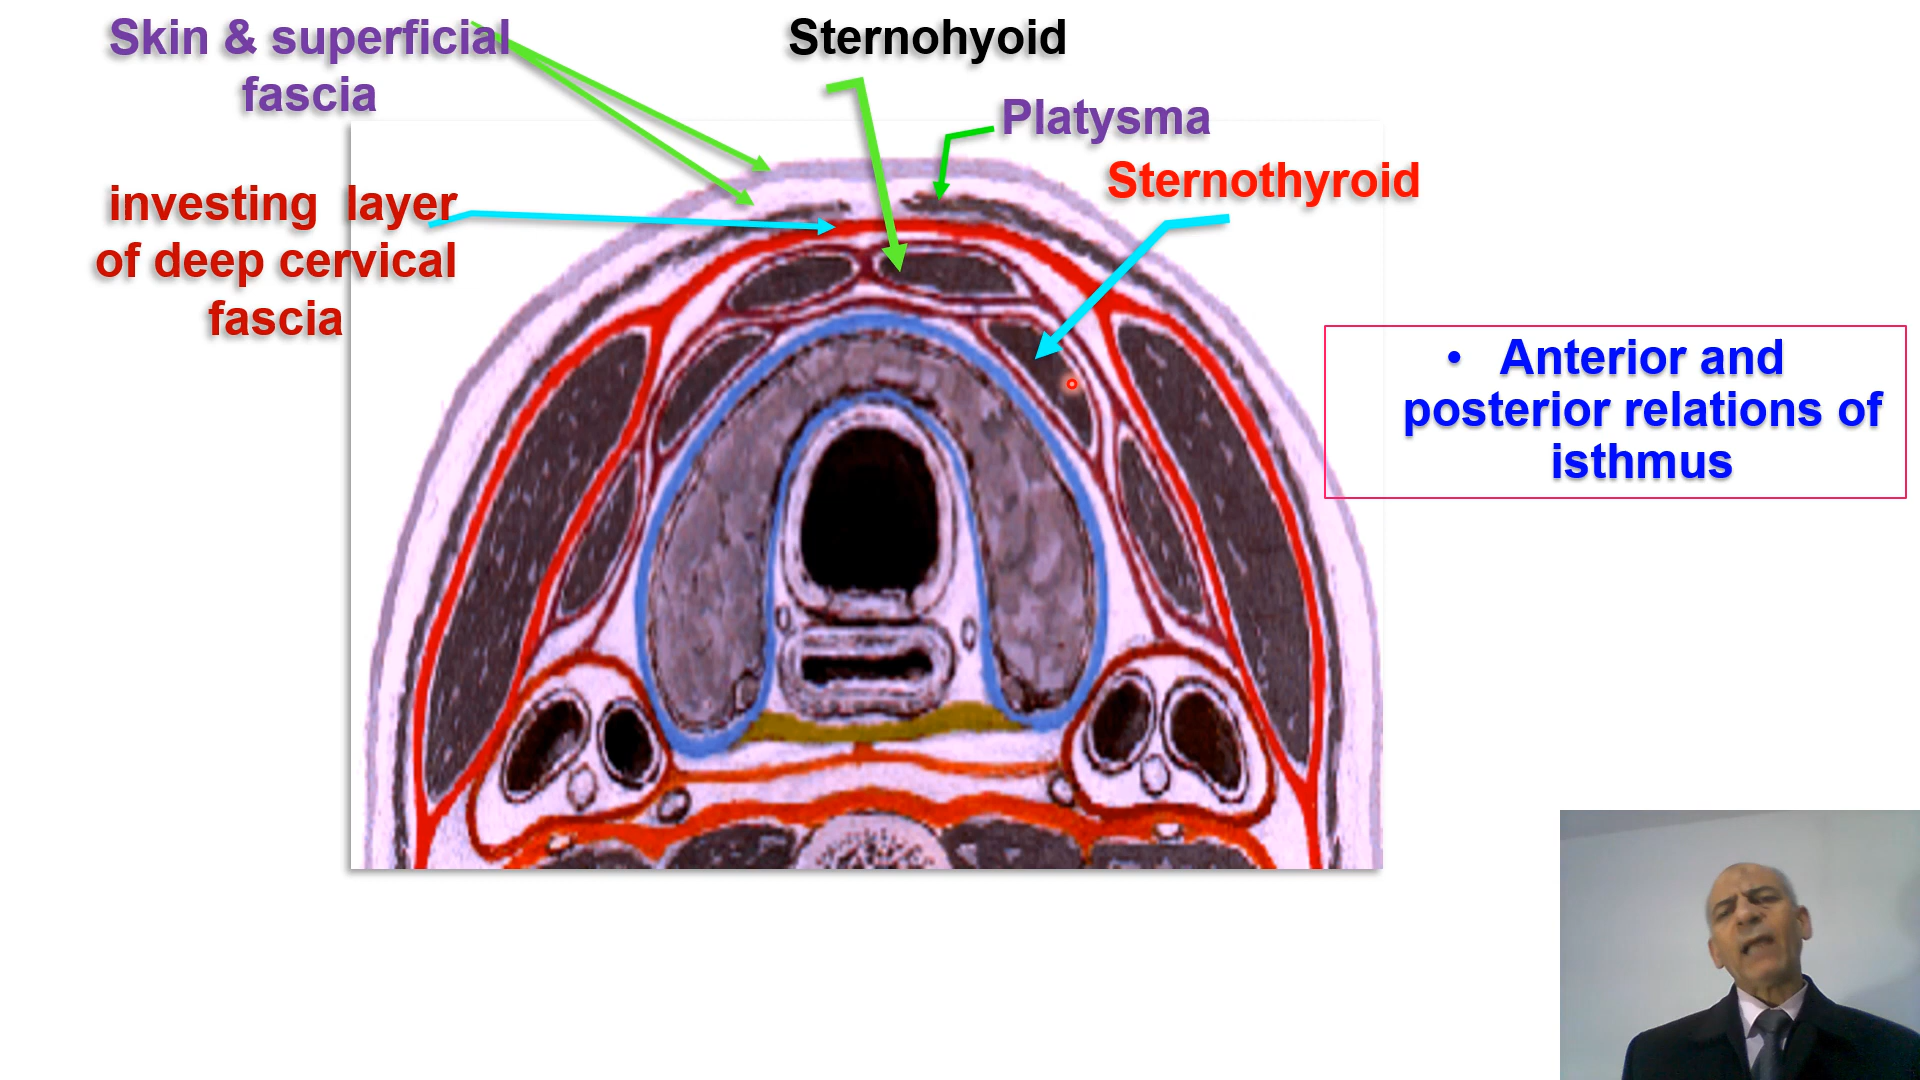 Skin & superficial
fascia
Sternohyoid
Platysma
Sternothyroid
investing layer
of deep cervical
fascia
• Anterior and
posterior relations of
isthmus